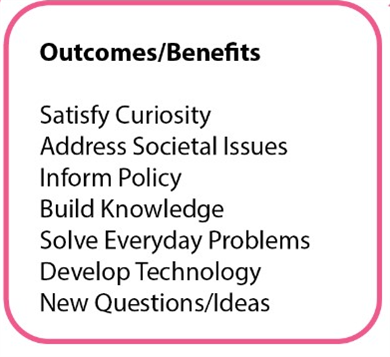 Outcomes/Benefits
Satisfy Curiosity
Address Societal Issues
Inform Policy
Build Knowledge
Solve Everyday Problems
Develop Technology
New Questions/Ideas